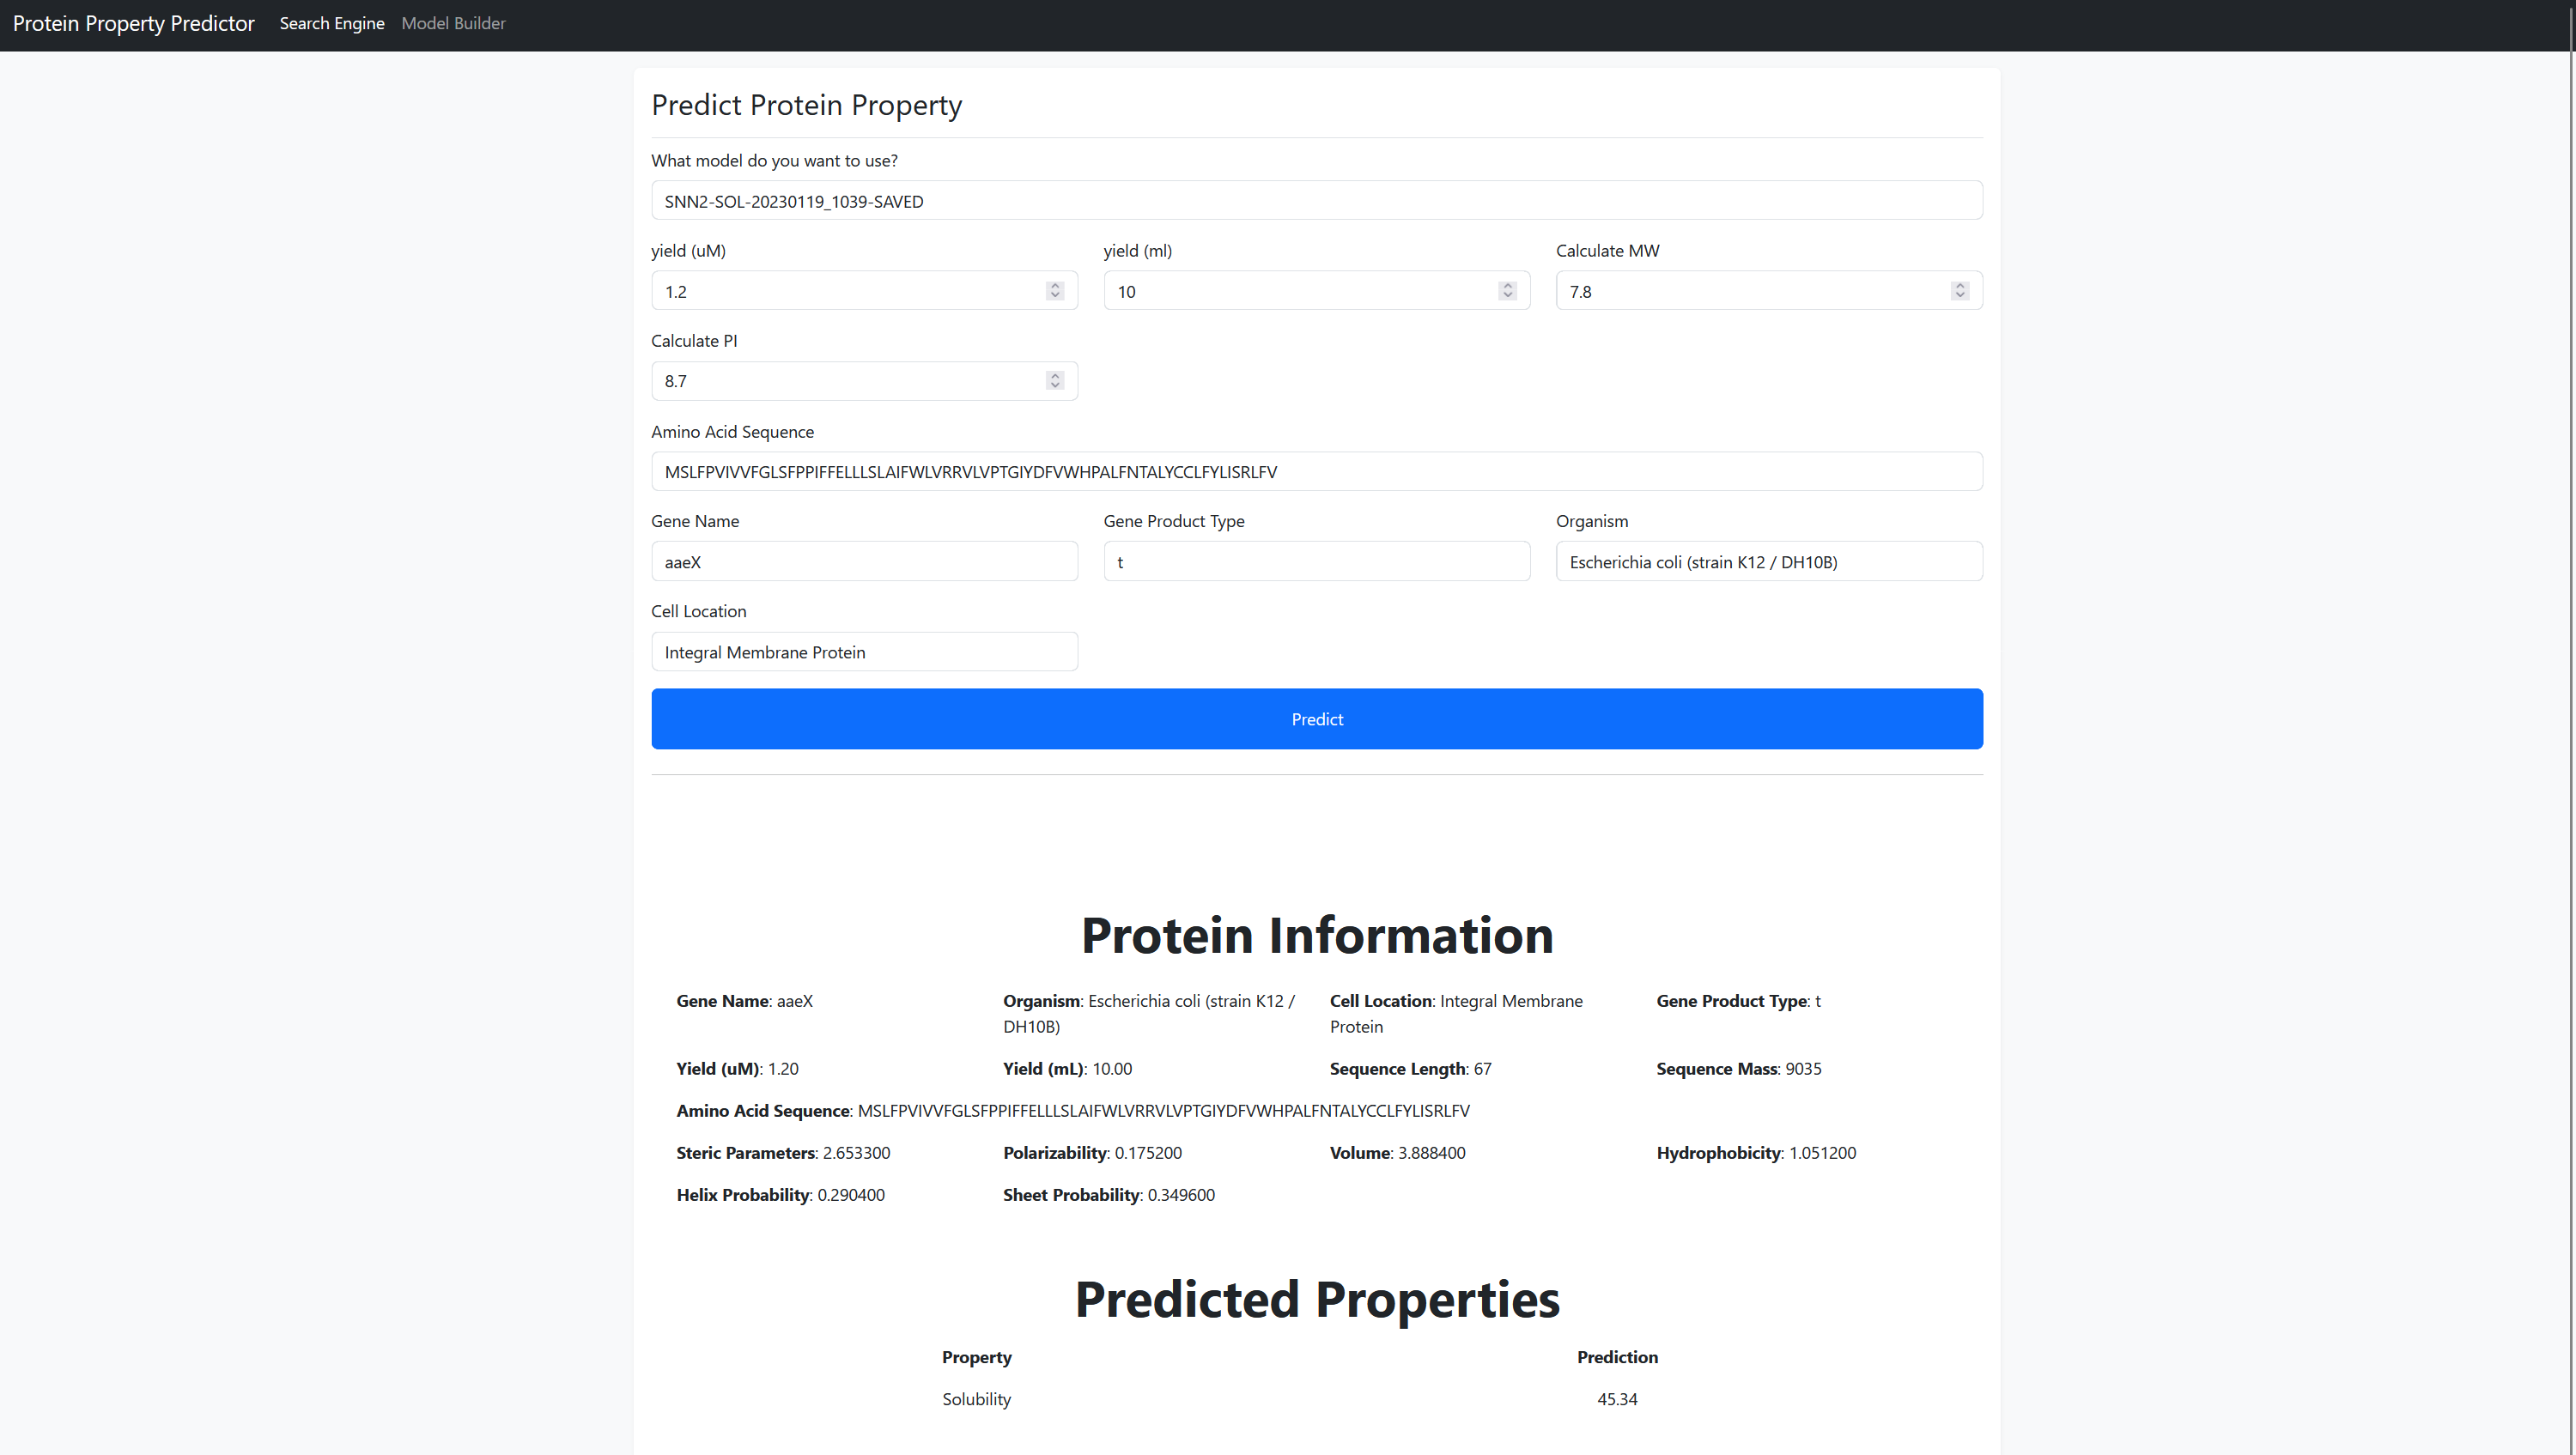 Protein Property Predictor Search Engine Model Builder
Predict Protein Property
What model do you want to use?
SNN2-SOL-20230119_1039-SAVED
yield (uM) yield (ml) Calculate MW
1.2 10 7.8
Calculate PI
8.7
Amino Acid Sequence
MSLFPVIVVFGLSFPPIFFELLLSLAIFWLVRRVLVPTGIYDFVWHPALFNTALYCCLFYLISRLFV
Gene Name Gene Product Type Organism
aaeX t Escherichia coli (strain K12 / DH10B)
Cell Location
Integral Membrane Protein
Predict
Protein Information
Gene Name: aaeX Organism: Escherichia coli (strain K12 / Cell Location: Integral Membrane Gene Product Type: t
DH10B) Protein
Yield (uM): 1.20 Yield (mL): 10.00 Sequence Length: 67 Sequence Mass: 9035
Amino Acid Sequence: MSLFPVIVVFGLSFPPIFFELLLSLAIFWLVRRVLVPTGIYDFVWHPALFNTALYCCLFYLISRLFV
Steric Parameters: 2.653300 Polarizability: 0.175200 Volume: 3.888400 Hydrophobicity: 1.051200
Helix Probability: 0.290400 Sheet Probability: 0.349600
Predicted Properties
Property Prediction
Solubility 45.34